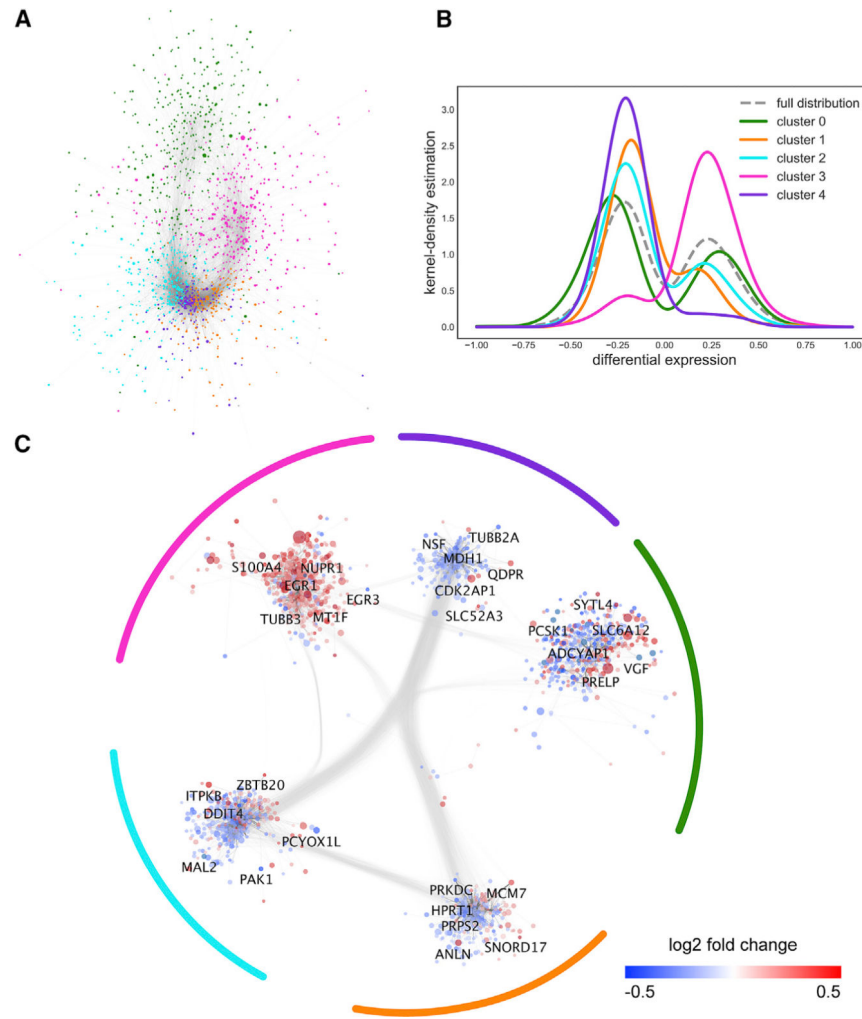 A
B
kernel-density estimation
3.0
2.5
2.0
1.5
1.0
0.5
0.0
full distribution
cluster 0
cluster 1
cluster 2
cluster 3
cluster 4
−1.00 −0.75 −0.50 −0.25 0.00 0.25 0.50 0.75 1.00
differential expression
C
NSF
TUBB2A
MDH1
QDPR
CDK2AP1
SLC52A3
S100A4
NUPR1
EGR1
EGR3
TUBB3
MT1F
SYTL4
PCSK1
SLC6A12
ADCYAP1
VGF
PRELP
ZBTB20
ITPKB
DDIT4
PCYOX1L
MAL2
PAK1
PRKDC
MCM7
HPRT1
PRPS2
SNORD17
ANLN
log2 fold change
-0.5 0.5